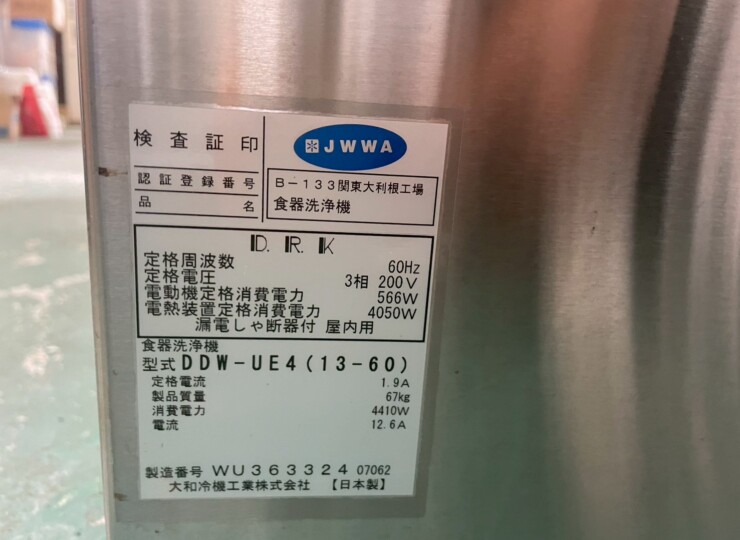 検査証印
JWWA
認証登録番号
B-133関東大利根工場
品名
食器洗浄機
D. R. K
定格周波数 60Hz
定格電圧 3相 200V
電動機定格消費電力 566W
電熱装置定格消費電力 4050W
漏電しゃ断器付 屋内用
食器洗浄機
型式 DDW-UE4(13-60)
定格電流 1.9A
製品質量 67kg
消費電力 4410W
電流 12.6A
製造番号 WU363324 07062
大和冷機工業株式会社 【日本製】